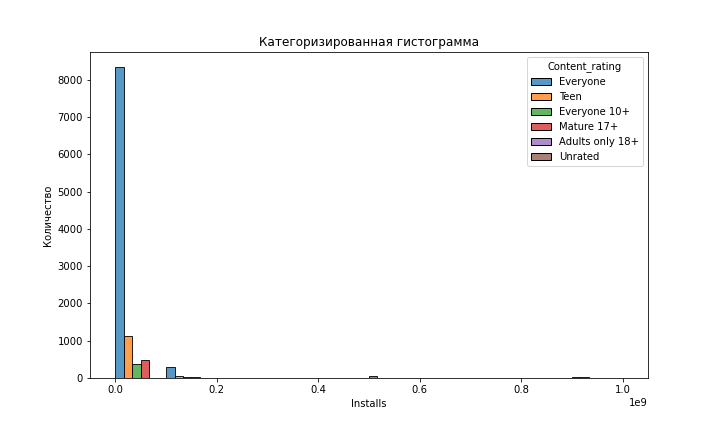 Категоризированная гистограмма
Content_rating
Everyone
Teen
Everyone 10+
Mature 17+
Adults only 18+
Unrated
Количество
8000
7000
6000
5000
4000
3000
2000
1000
0
0.0 0.2 0.4 0.6 0.8 1.0
1e9
Installs